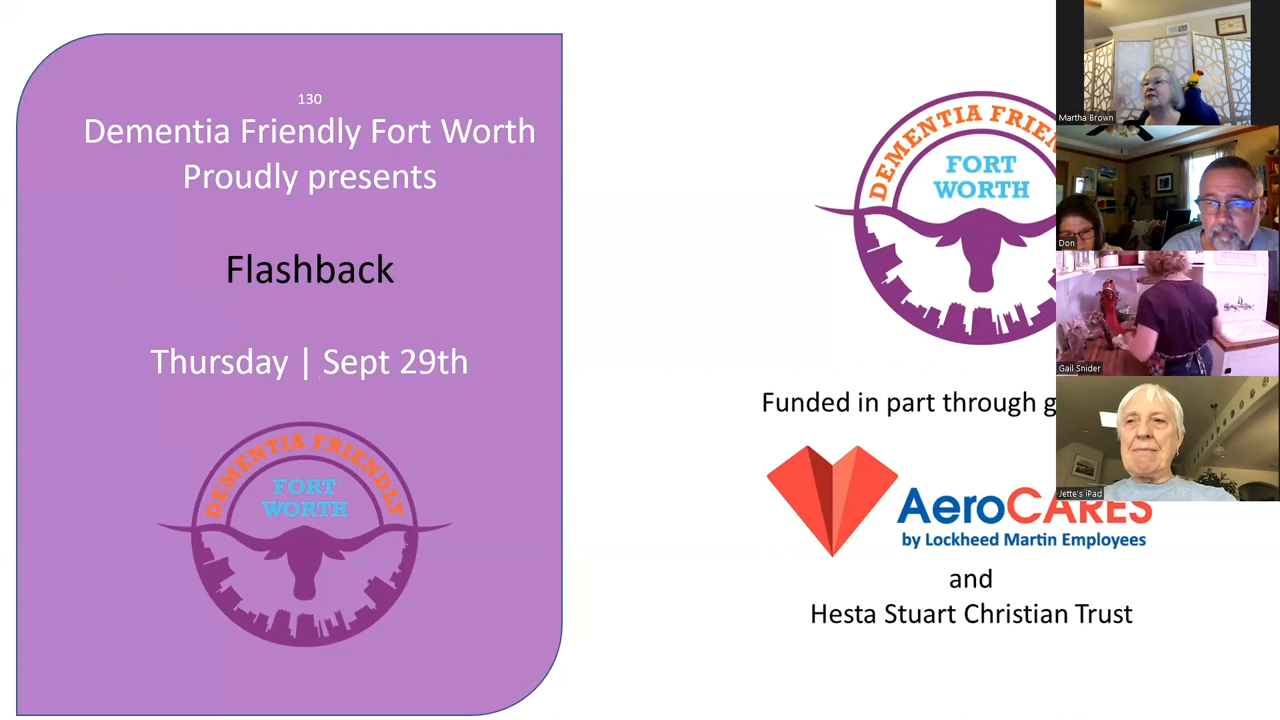 130
Dementia Friendly Fort Worth
Proudly presents
Flashback
Thursday | Sept 29th
DEMENTIA FRIENDLY
FORT
WORTH
DEMENTIA FRIEN
FORT
WORTH
Funded in part through g
AeroCARES
by Lockheed Martin Employees
and
Hesta Stuart Christian Trust
Martha Brown
Don
Gail Snider
Jette's iPad